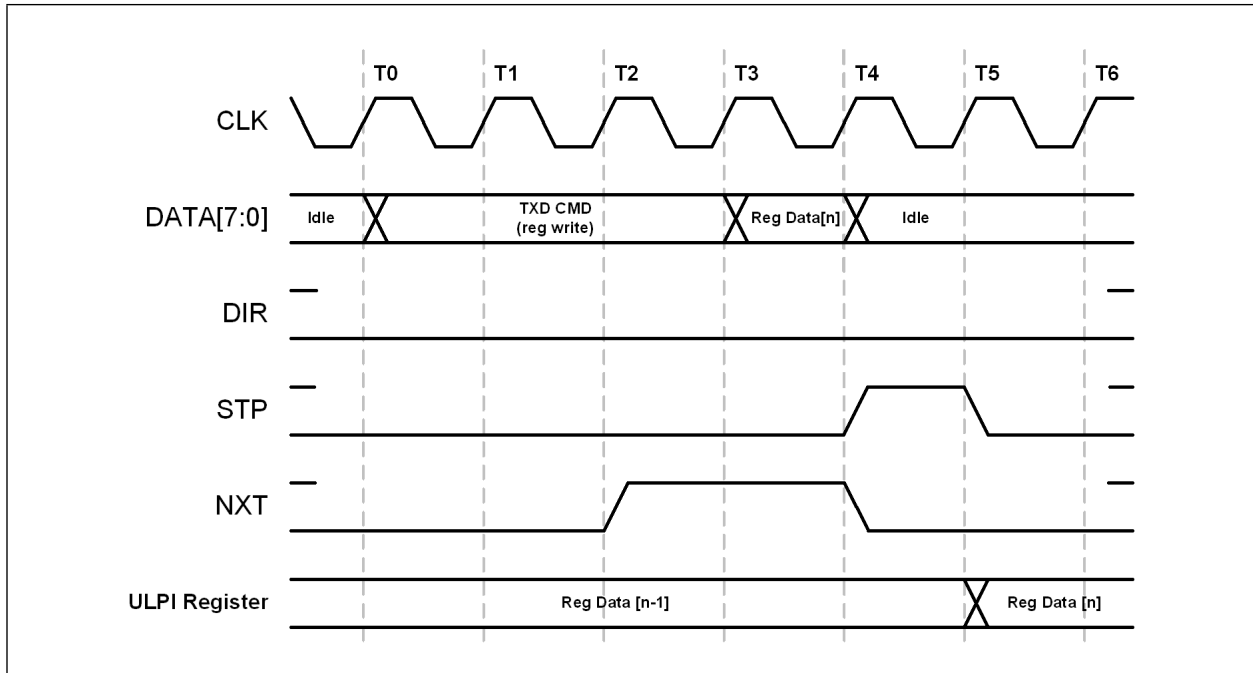 T0 T1 T2 T3 T4 T5 T6
CLK
DATA[7:0]
Idle
TXD CMD
(reg write)
Reg Data[n]
Idle
DIR
STP
NXT
ULPI Register
Reg Data [n-1]
Reg Data [n]